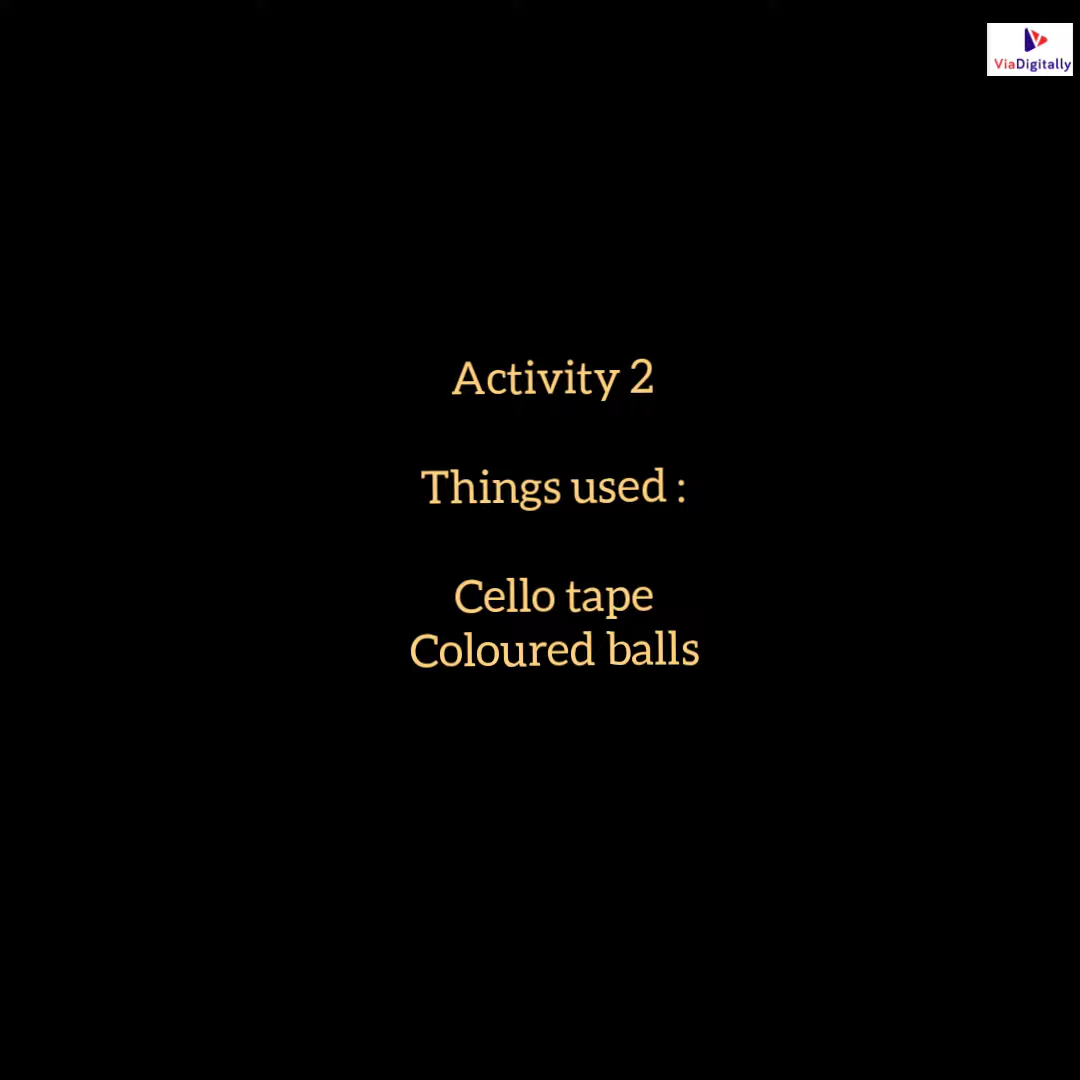 ViaDigitally
Activity 2
Things used :
Cello tape
Coloured balls